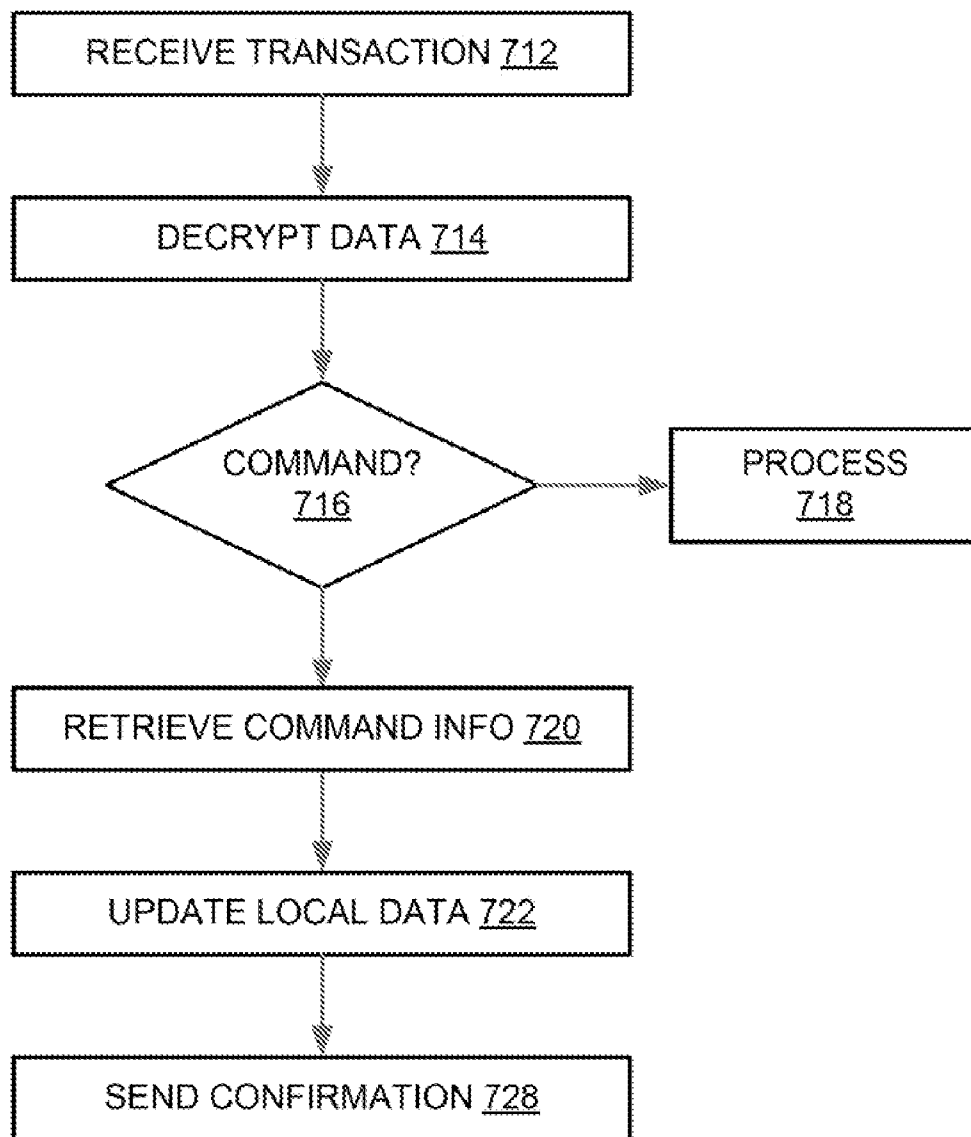 RECEIVE TRANSACTION 712
DECRYPT DATA 714
COMMAND?
716
PROCESS
718
RETRIEVE COMMAND INFO 720
UPDATE LOCAL DATA 722
SEND CONFIRMATION 728